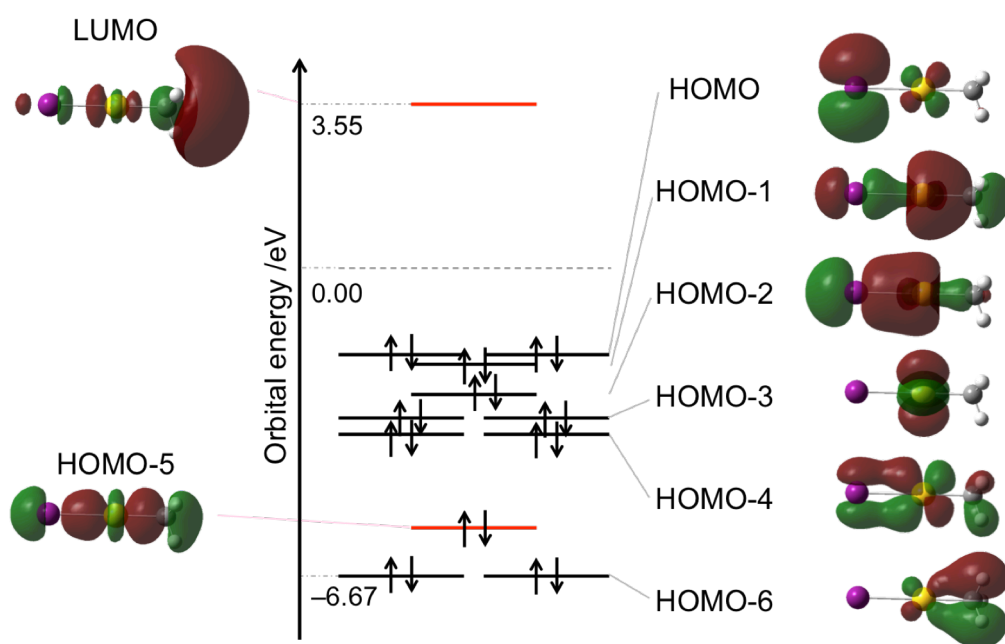 LUMO
3.55
Orbital energy /eV
0.00
HOMO-5
–6.67
HOMO
HOMO-1
HOMO-2
HOMO-3
HOMO-4
HOMO-6